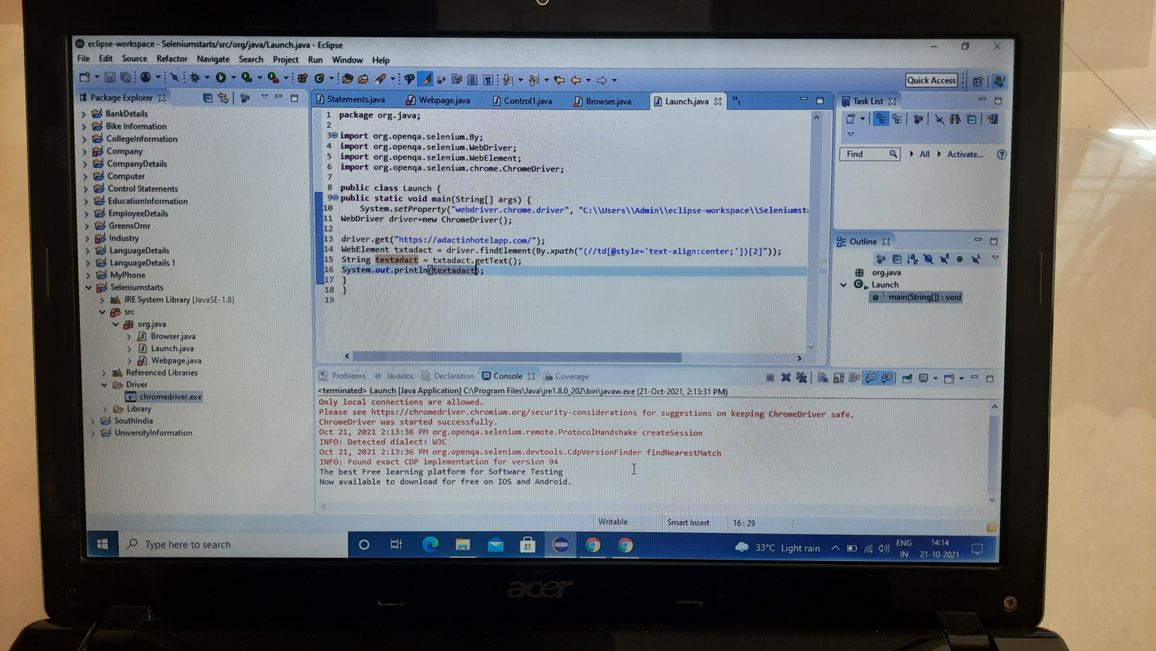 eclipse-workspace - Seleniumstarts/src/org/java/Launch.java - Eclipse
File Edit Source Refactor Navigate Search Project Run Window Help
Quick Access
Package Explorer
BankDetails
Bike Information
CollegeInformation
Company
CompanyDetails
Computer
Control Statements
EducationInformation
EmployeeDetails
GreensOmr
Industry
LanguageDetails
LanguageDetails 1
MyPhone
Seleniumstarts
JRE System Library [JavaSE-1.8]
src
org.java
Browser.java
Launch.java
Webpage.java
Referenced Libraries
Driver
chromedriver.exe
Library
SouthIndia
UniversityInformation
Statements.java Webpage.java Control1.java Browser.java Launch.java
1 package org.java;
2
3 import org.openqa.selenium.By;
4 import org.openqa.selenium.WebDriver;
5 import org.openqa.selenium.WebElement;
6 import org.openqa.selenium.chrome.ChromeDriver;
7
8 public class Launch {
9 public static void main(String[] args) {
10 System.setProperty("webdriver.chrome.driver", "C:\\Users\\Admin\\eclipse-workspace\\Seleniumst
11 WebDriver driver=new ChromeDriver();
12
13 driver.get("https://adactinhotelapp.com/");
14 WebElement txtadact = driver.findElement(By.xpath("(//td[@style='text-align:center;'])[2]"));
15 String textadact = txtadact.getText();
16 System.out.println(textadact);
17 }
18 }
19
Task List
Find All Activate...
Outline
org.java
Launch
main(String[]) : void
Problems Javadoc Declaration Console Coverage
<terminated> Launch [Java Application] C:\Program Files\Java\jre1.8.0_202\bin\javaw.exe (21-Oct-2021, 2:13:31 PM)
Only local connections are allowed.
Please see https://chromedriver.chromium.org/security-considerations for suggestions on keeping ChromeDriver safe.
ChromeDriver was started successfully.
Oct 21, 2021 2:13:36 PM org.openqa.selenium.remote.ProtocolHandshake createSession
INFO: Detected dialect: W3C
Oct 21, 2021 2:13:36 PM org.openqa.selenium.devtools.CdpVersionFinder findNearestMatch
INFO: Found exact CDP implementation for version 94
The best Free learning platform for Software Testing
Now available to download for free on IOS and Android.
Writable Smart Insert 16 : 29
Type here to search
33°C Light rain
ENG
IN
14:14
21-10-2021
acer